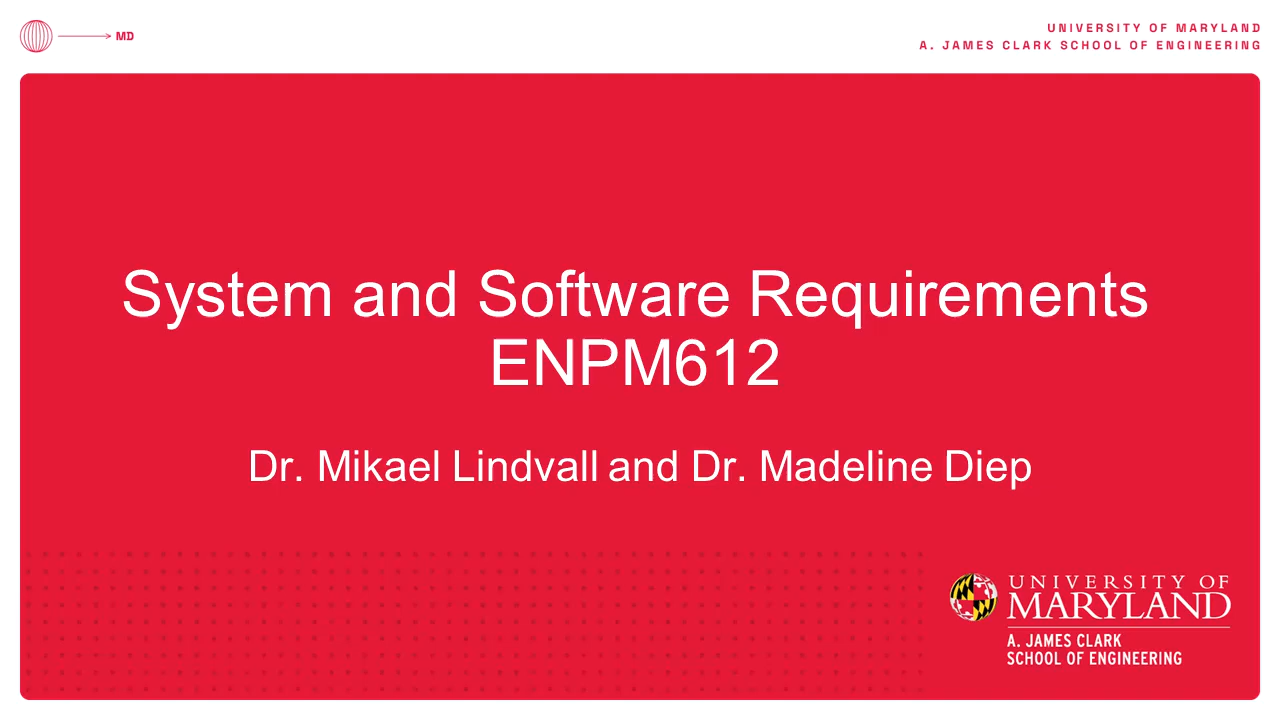 MD
UNIVERSITY OF MARYLAND
A. JAMES CLARK SCHOOL OF ENGINEERING
System and Software Requirements
ENPM612
Dr. Mikael Lindvall and Dr. Madeline Diep
UNIVERSITY OF
MARYLAND
A. JAMES CLARK
SCHOOL OF ENGINEERING